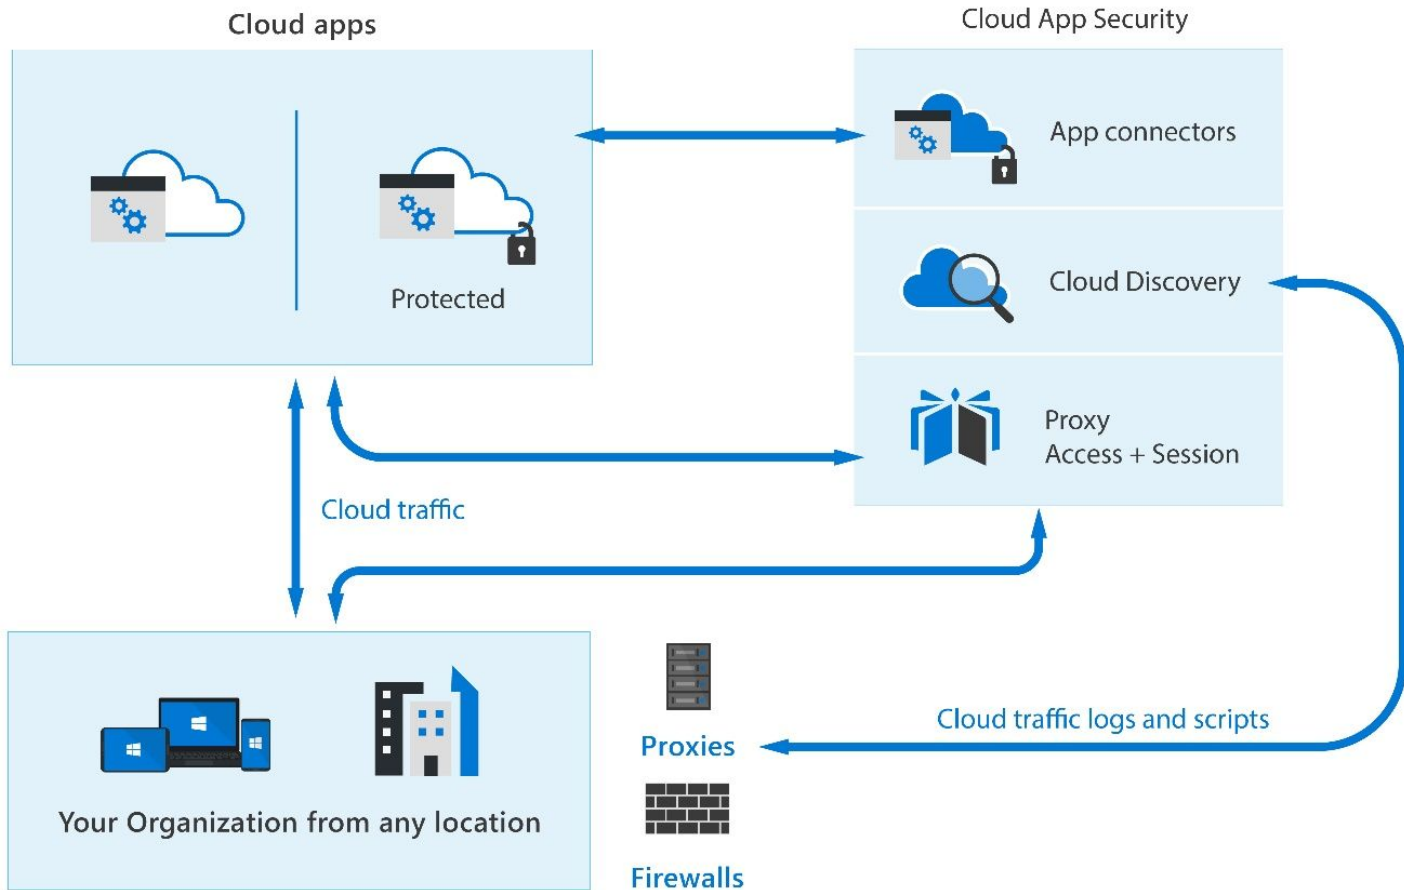 Cloud apps
Cloud App Security
App connectors
Protected
Cloud Discovery
Proxy
Access + Session
Cloud traffic
Your Organization from any location
Proxies
Firewalls
Cloud traffic logs and scripts